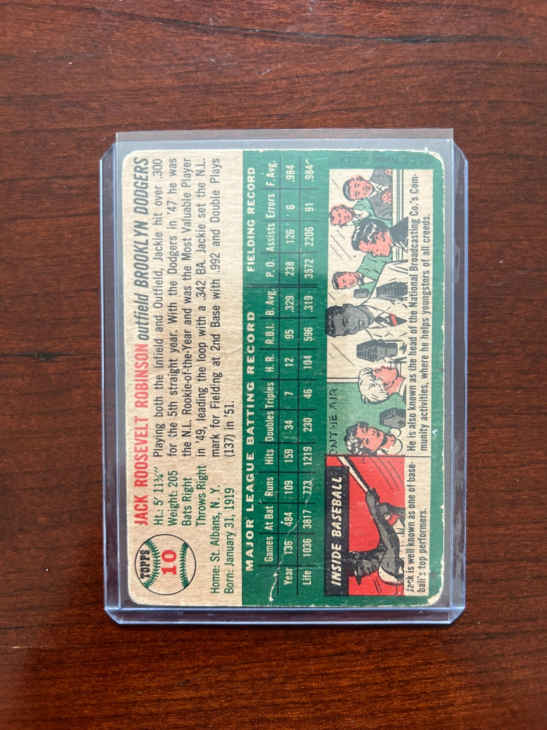 TOPPS
10
JACK ROOSEVELT ROBINSON outfield BROOKLYN DODGERS
Ht. 5' 11¾"
Weight: 205
Bats Right
Throws Right
Home: St. Albans, N. Y.
Born: January 31, 1919
Playing both the Infield and Outfield, Jackie hit over .300
for the 5th straight year. With the Dodgers in '47 he was
the N.L. Rookie-of-the-Year and was the Most Valuable Player
in '49, leading the loop with a .342 BA. Jackie set the N.L.
mark for Fielding at 2nd Base with .992 and Double Plays
(137) in '51.
MAJOR LEAGUE BATTING RECORD FIELDING RECORD
Games At Bat Runs Hits Doubles Triples H. R. R.B.I. B. Avg. P. O. Assists Errors F. Avg.
Year 136 484 109 159 34 7 12 95 .329 238 126 6 .984
Life 1036 3817 773 1219 230 46 104 596 .319 3572 2206 91 .984
INSIDE BASEBALL
ON THE AIR
Jack is well known as one of base-
ball's top performers.
He is also known as the head of the National Broadcasting Co.'s Com-
munity activities, where he helps youngsters of all creeds.